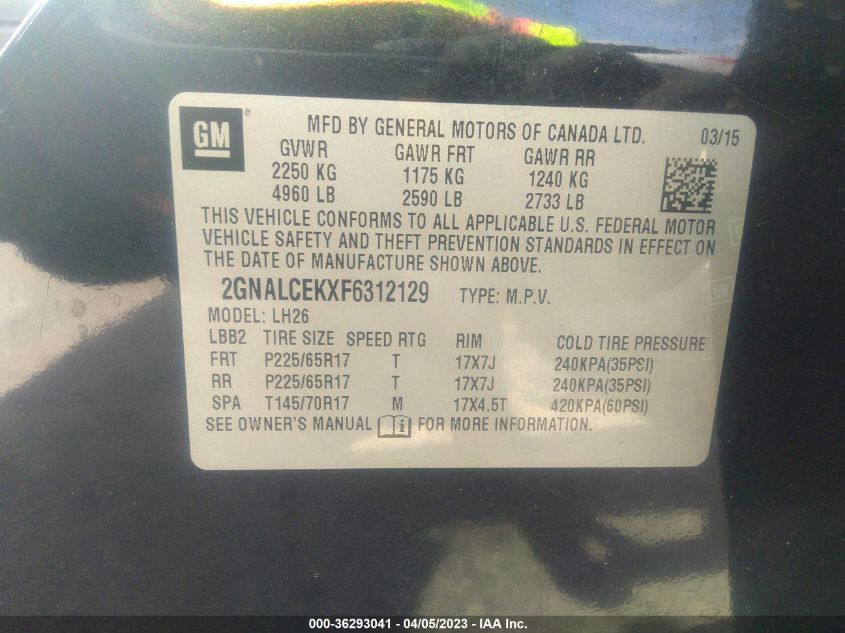 GM ® MFD BY GENERAL MOTORS OF CANADA LTD. 03/15
GVWR GAWR FRT GAWR RR
2250 KG 1175 KG 1240 KG
4960 LB 2590 LB 2733 LB
THIS VEHICLE CONFORMS TO ALL APPLICABLE U.S. FEDERAL MOTOR
VEHICLE SAFETY AND THEFT PREVENTION STANDARDS IN EFFECT ON
THE DATE OF MANUFACTURE SHOWN ABOVE.
2GNALCEKXF6312129 TYPE: M.P.V.
MODEL: LH26
LBB2 TIRE SIZE SPEED RTG RIM COLD TIRE PRESSURE
FRT P225/65R17 T 17X7J 240KPA(35PSI)
RR P225/65R17 T 17X7J 240KPA(35PSI)
SPA T145/70R17 M 17X4.5T 420KPA(60PSI)
SEE OWNER'S MANUAL FOR MORE INFORMATION.
000-36293041 - 04/05/2023 - IAA Inc.